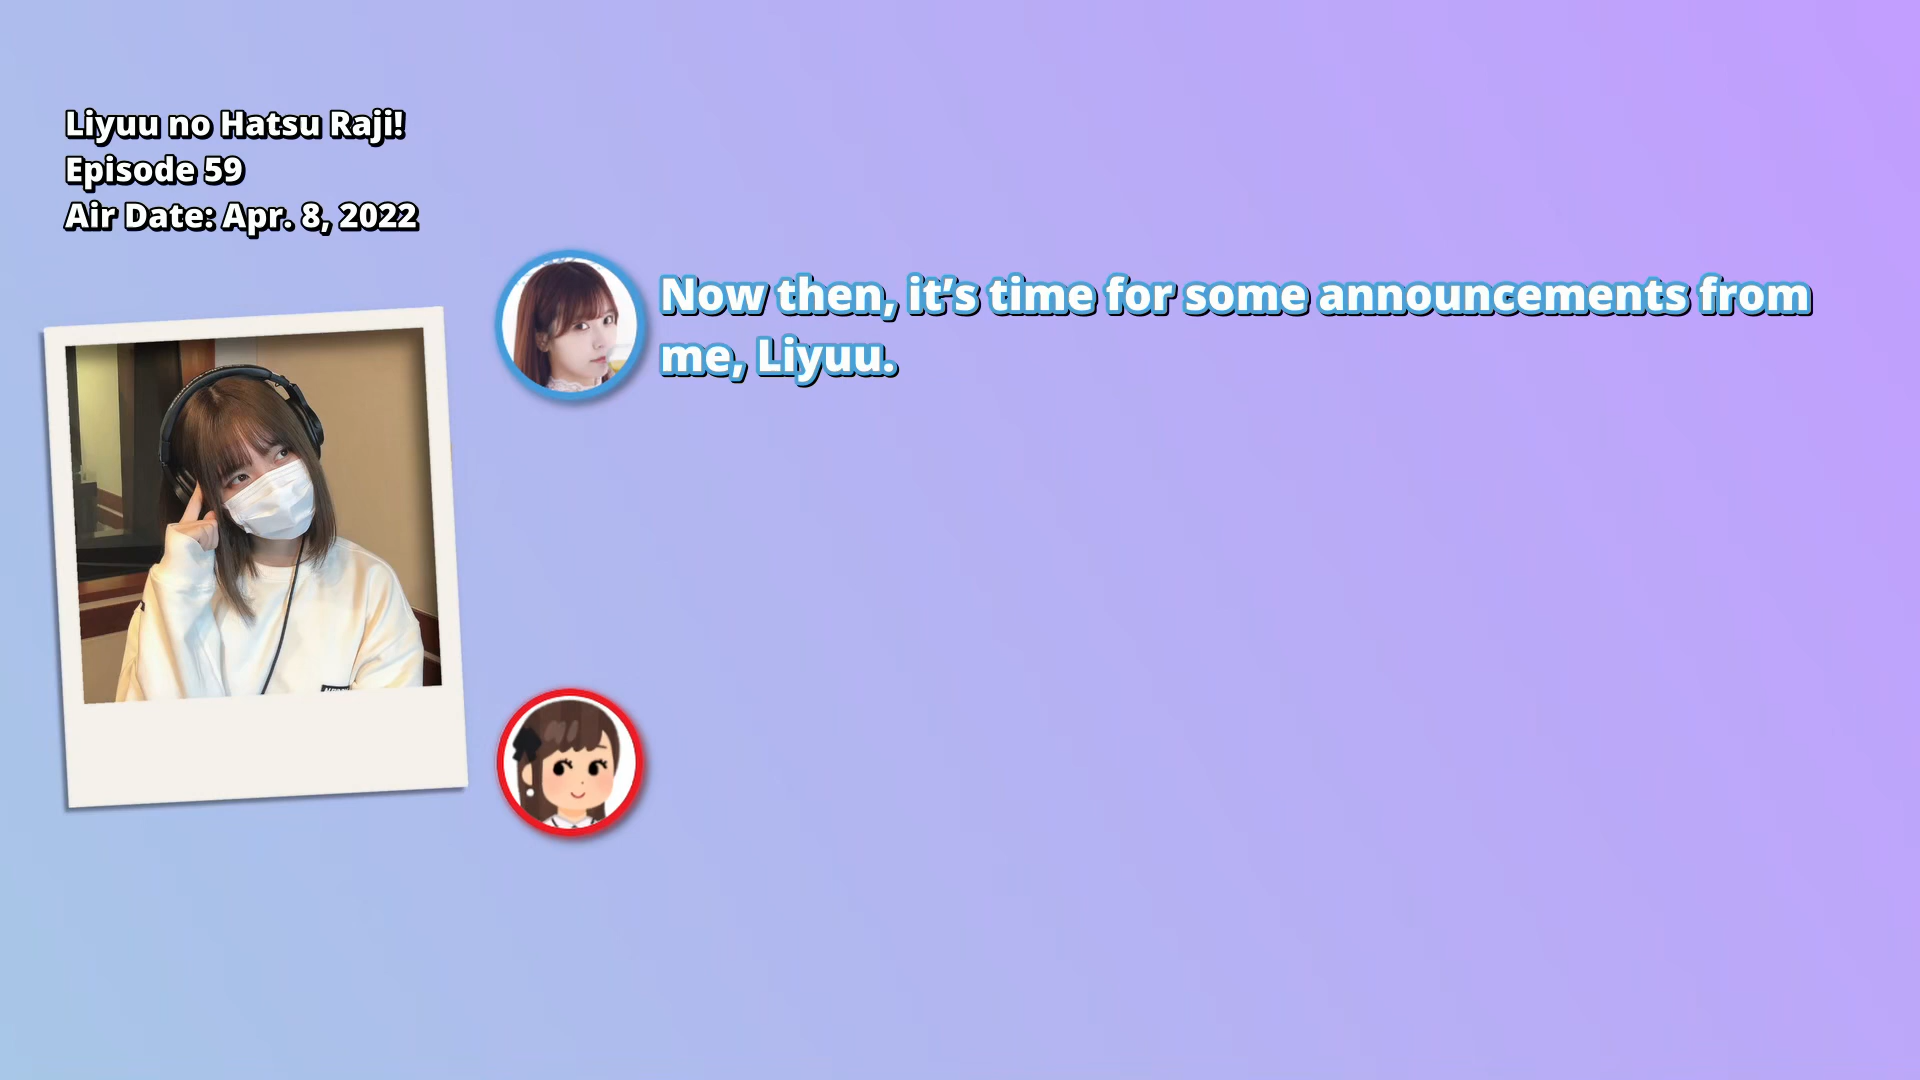 Liyuu no Hatsu Raji!
Episode 59
Air Date: Apr. 8, 2022
Now then, it's time for some announcements from
me, Liyuu.